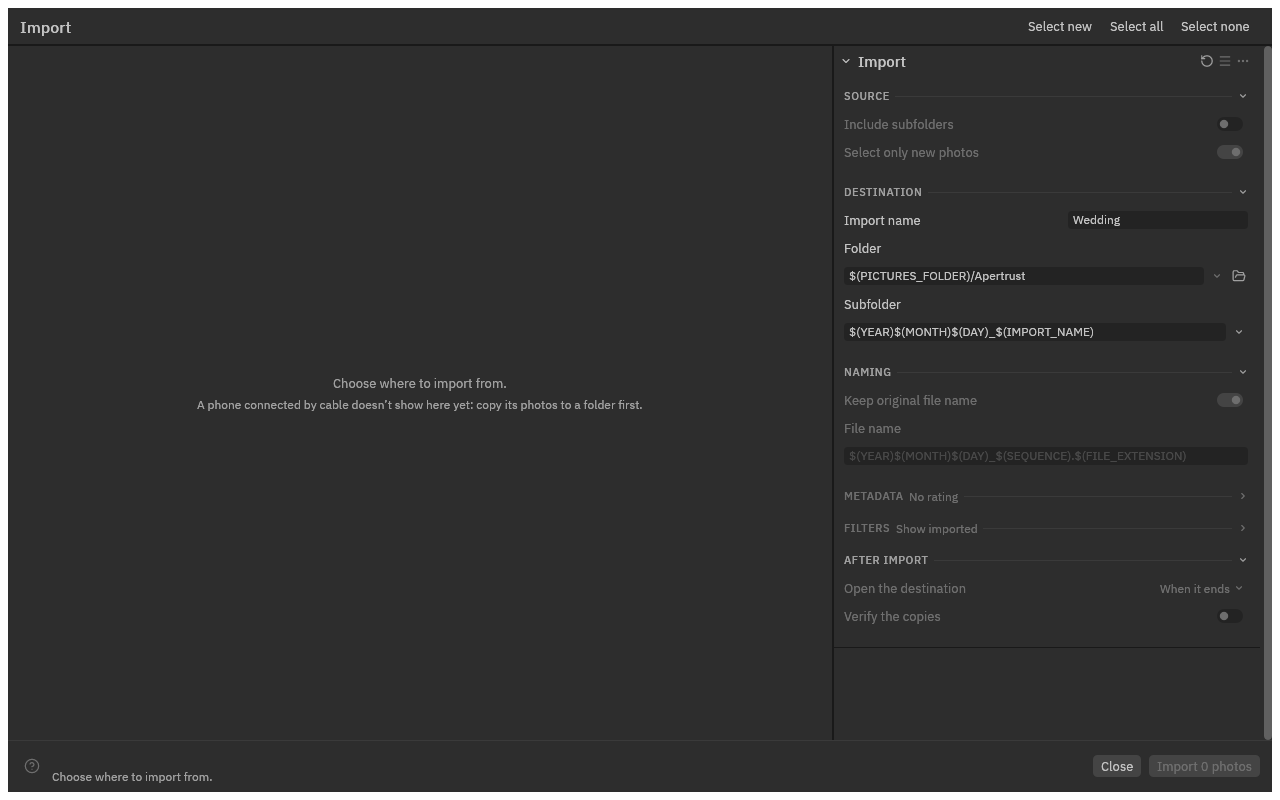 Import
Select new Select all Select none
Import
SOURCE
Include subfolders
Select only new photos
DESTINATION
Import name Wedding
Folder
$(PICTURES_FOLDER)/Apertrust
Subfolder
$(YEAR)$(MONTH)$(DAY)_$(IMPORT_NAME)
NAMING
Keep original file name
File name
$(YEAR)$(MONTH)$(DAY)_$(SEQUENCE).$(FILE_EXTENSION)
METADATA No rating
FILTERS Show imported
AFTER IMPORT
Open the destination When it ends
Verify the copies
Choose where to import from.
A phone connected by cable doesn't show here yet: copy its photos to a folder first.
Choose where to import from.
Close Import 0 photos